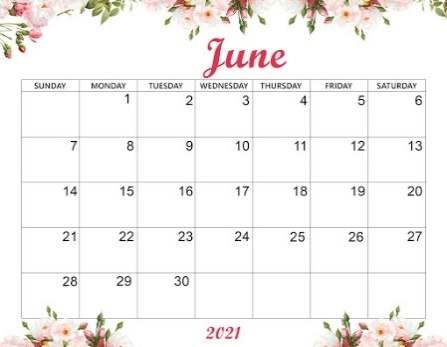 June
SUNDAY MONDAY TUESDAY WEDNESDAY THURSDAY FRIDAY SATURDAY
1 2 3 4 5 6
7 8 9 10 11 12 13
14 15 16 17 18 19 20
21 22 23 24 25 26 27
28 29 30
2021